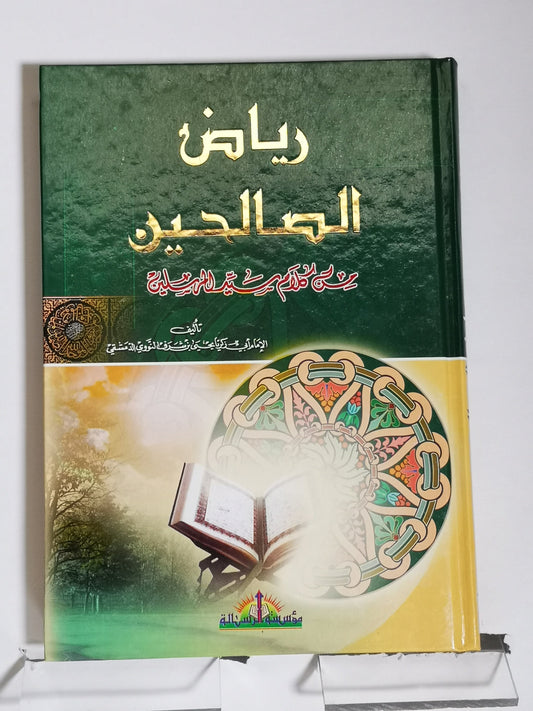 رياض
الصالحين
من كلام سيد المرسلين
تأليف
الإمام أبي زكريا يحيى بن شرف النووي الدمشقي
مؤسسة الرسالة